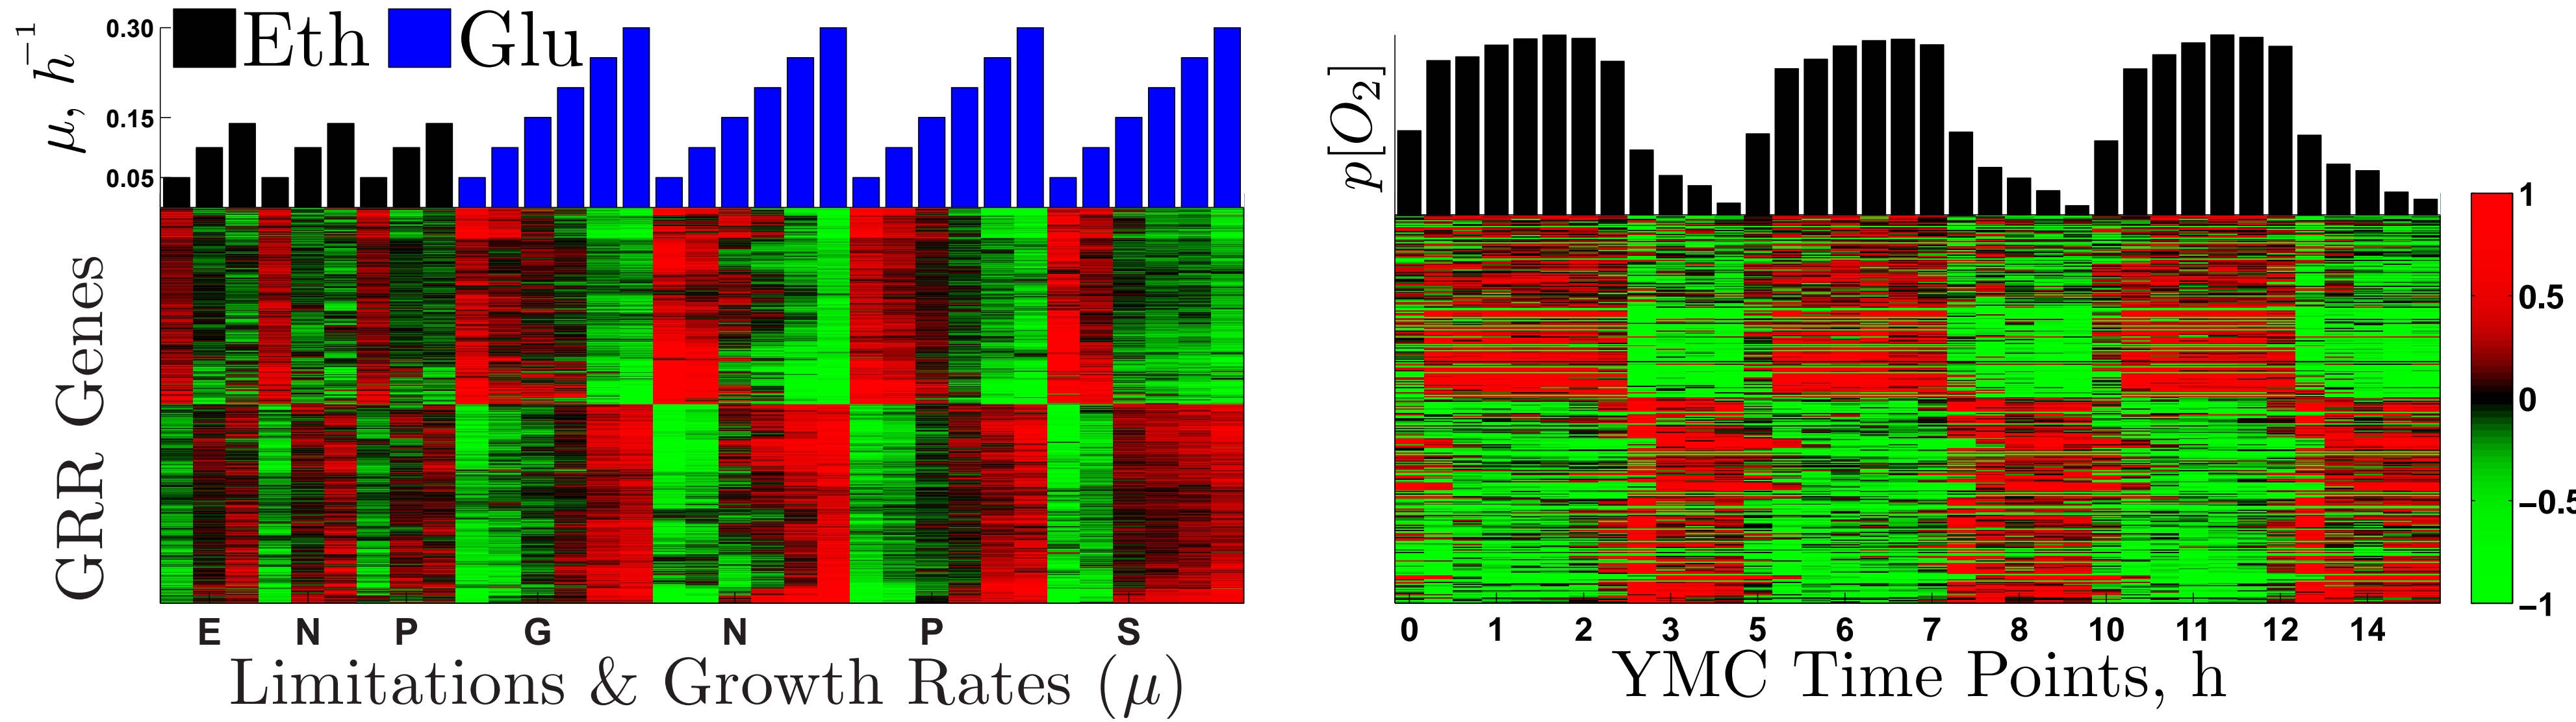 μ, h⁻¹
0.30
0.15
0.05
Eth
Glu
GRR Genes
E N P G N P S
Limitations & Growth Rates (μ)
p[O₂]
0 1 2 3 5 6 7 8 10 11 12 14
YMC Time Points, h
1
0.5
0
−0.5
−1